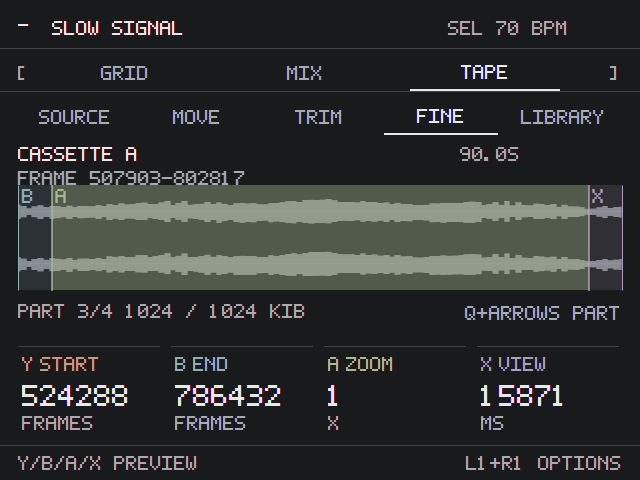 - SLOW SIGNAL SEL 70 BPM
[ GRID MIX TAPE ]
SOURCE MOVE TRIM FINE LIBRARY
CASSETTE A 90.0S
FRAME 507903-802817
B A X
PART 3/4 1024 / 1024 KIB Q+ARROWS PART
Y START B END A ZOOM X VIEW
524288 786432 1 15871
FRAMES FRAMES X MS
Y/B/A/X PREVIEW L1+R1 OPTIONS